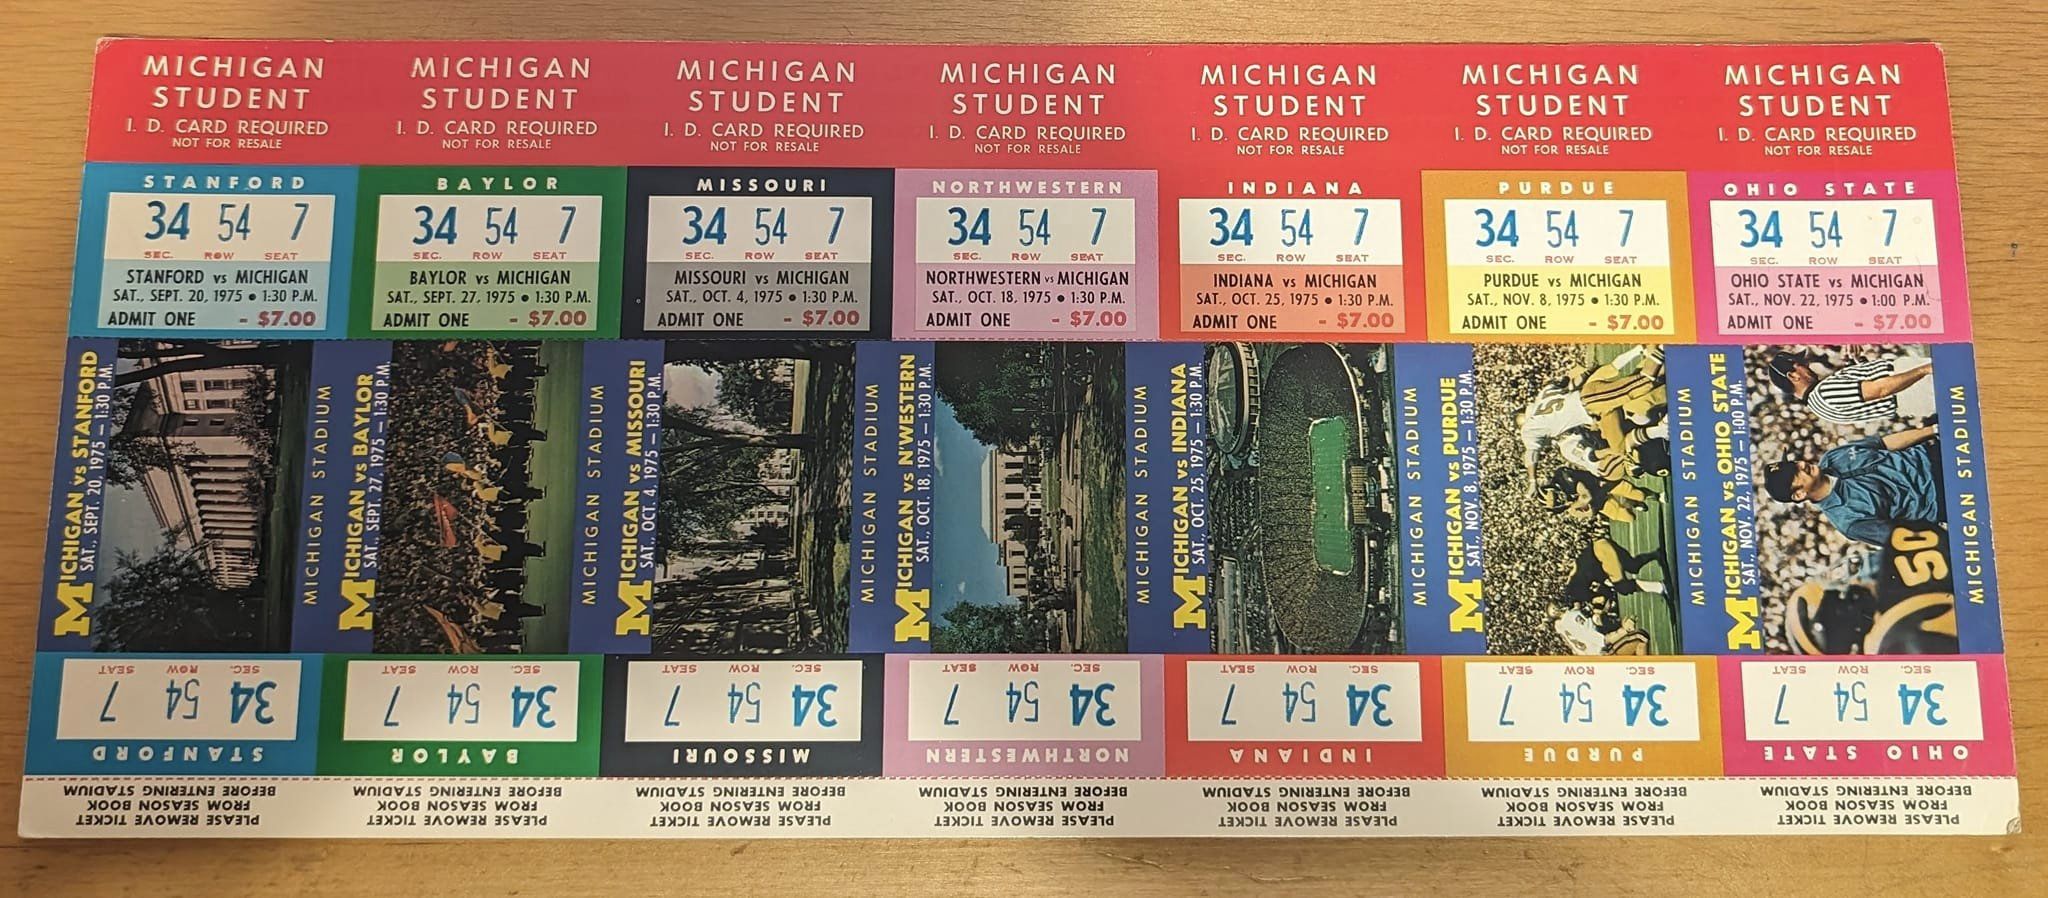 MICHIGAN STUDENT
I. D. CARD REQUIRED
NOT FOR RESALE
STANFORD
34 54 7
SEC. ROW SEAT
STANFORD vs MICHIGAN
SAT., SEPT. 20, 1975 • 1:30 P.M.
ADMIT ONE - $7.00
MICHIGAN vs STANFORD
SAT., SEPT. 20, 1975 — 1:30 P.M.
MICHIGAN STADIUM
SEC. ROW SEAT
34 54 7
STANFORD
PLEASE REMOVE TICKET
FROM SEASON BOOK
BEFORE ENTERING STADIUM
MICHIGAN STUDENT
I. D. CARD REQUIRED
NOT FOR RESALE
BAYLOR
34 54 7
SEC. ROW SEAT
BAYLOR vs MICHIGAN
SAT., SEPT. 27, 1975 • 1:30 P.M.
ADMIT ONE - $7.00
MICHIGAN vs BAYLOR
SAT., SEPT. 27, 1975 — 1:30 P.M.
MICHIGAN STADIUM
SEC. ROW SEAT
34 54 7
BAYLOR
PLEASE REMOVE TICKET
FROM SEASON BOOK
BEFORE ENTERING STADIUM
MICHIGAN STUDENT
I. D. CARD REQUIRED
NOT FOR RESALE
MISSOURI
34 54 7
SEC. ROW SEAT
MISSOURI vs MICHIGAN
SAT., OCT. 4, 1975 • 1:30 P.M.
ADMIT ONE - $7.00
MICHIGAN vs MISSOURI
SAT., OCT. 4, 1975 — 1:30 P.M.
MICHIGAN STADIUM
SEC. ROW SEAT
34 54 7
MISSOURI
PLEASE REMOVE TICKET
FROM SEASON BOOK
BEFORE ENTERING STADIUM
MICHIGAN STUDENT
I. D. CARD REQUIRED
NOT FOR RESALE
NORTHWESTERN
34 54 7
SEC. ROW SEAT
NORTHWESTERN vs MICHIGAN
SAT., OCT. 18, 1975 • 1:30 P.M.
ADMIT ONE - $7.00
MICHIGAN vs NWESTERN
SAT., OCT. 18, 1975 — 1:30 P.M.
MICHIGAN STADIUM
SEC. ROW SEAT
34 54 7
NORTHWESTERN
PLEASE REMOVE TICKET
FROM SEASON BOOK
BEFORE ENTERING STADIUM
MICHIGAN STUDENT
I. D. CARD REQUIRED
NOT FOR RESALE
INDIANA
34 54 7
SEC. ROW SEAT
INDIANA vs MICHIGAN
SAT., OCT. 25, 1975 • 1:30 P.M.
ADMIT ONE - $7.00
MICHIGAN vs INDIANA
SAT., OCT. 25, 1975 — 1:30 P.M.
MICHIGAN STADIUM
SEC. ROW SEAT
34 54 7
INDIANA
PLEASE REMOVE TICKET
FROM SEASON BOOK
BEFORE ENTERING STADIUM
MICHIGAN STUDENT
I. D. CARD REQUIRED
NOT FOR RESALE
PURDUE
34 54 7
SEC. ROW SEAT
PURDUE vs MICHIGAN
SAT., NOV. 8, 1975 • 1:30 P.M.
ADMIT ONE - $7.00
MICHIGAN vs PURDUE
SAT., NOV. 8, 1975 — 1:30 P.M.
MICHIGAN STADIUM
SEC. ROW SEAT
34 54 7
PURDUE
PLEASE REMOVE TICKET
FROM SEASON BOOK
BEFORE ENTERING STADIUM
MICHIGAN STUDENT
I. D. CARD REQUIRED
NOT FOR RESALE
OHIO STATE
34 54 7
SEC. ROW SEAT
OHIO STATE vs MICHIGAN
SAT., NOV. 22, 1975 • 1:00 P.M.
ADMIT ONE - $7.00
MICHIGAN vs OHIO STATE
SAT., NOV. 22, 1975 — 1:00 P.M.
50
MICHIGAN STADIUM
SEC. ROW SEAT
34 54 7
OHIO STATE
PLEASE REMOVE TICKET
FROM SEASON BOOK
BEFORE ENTERING STADIUM